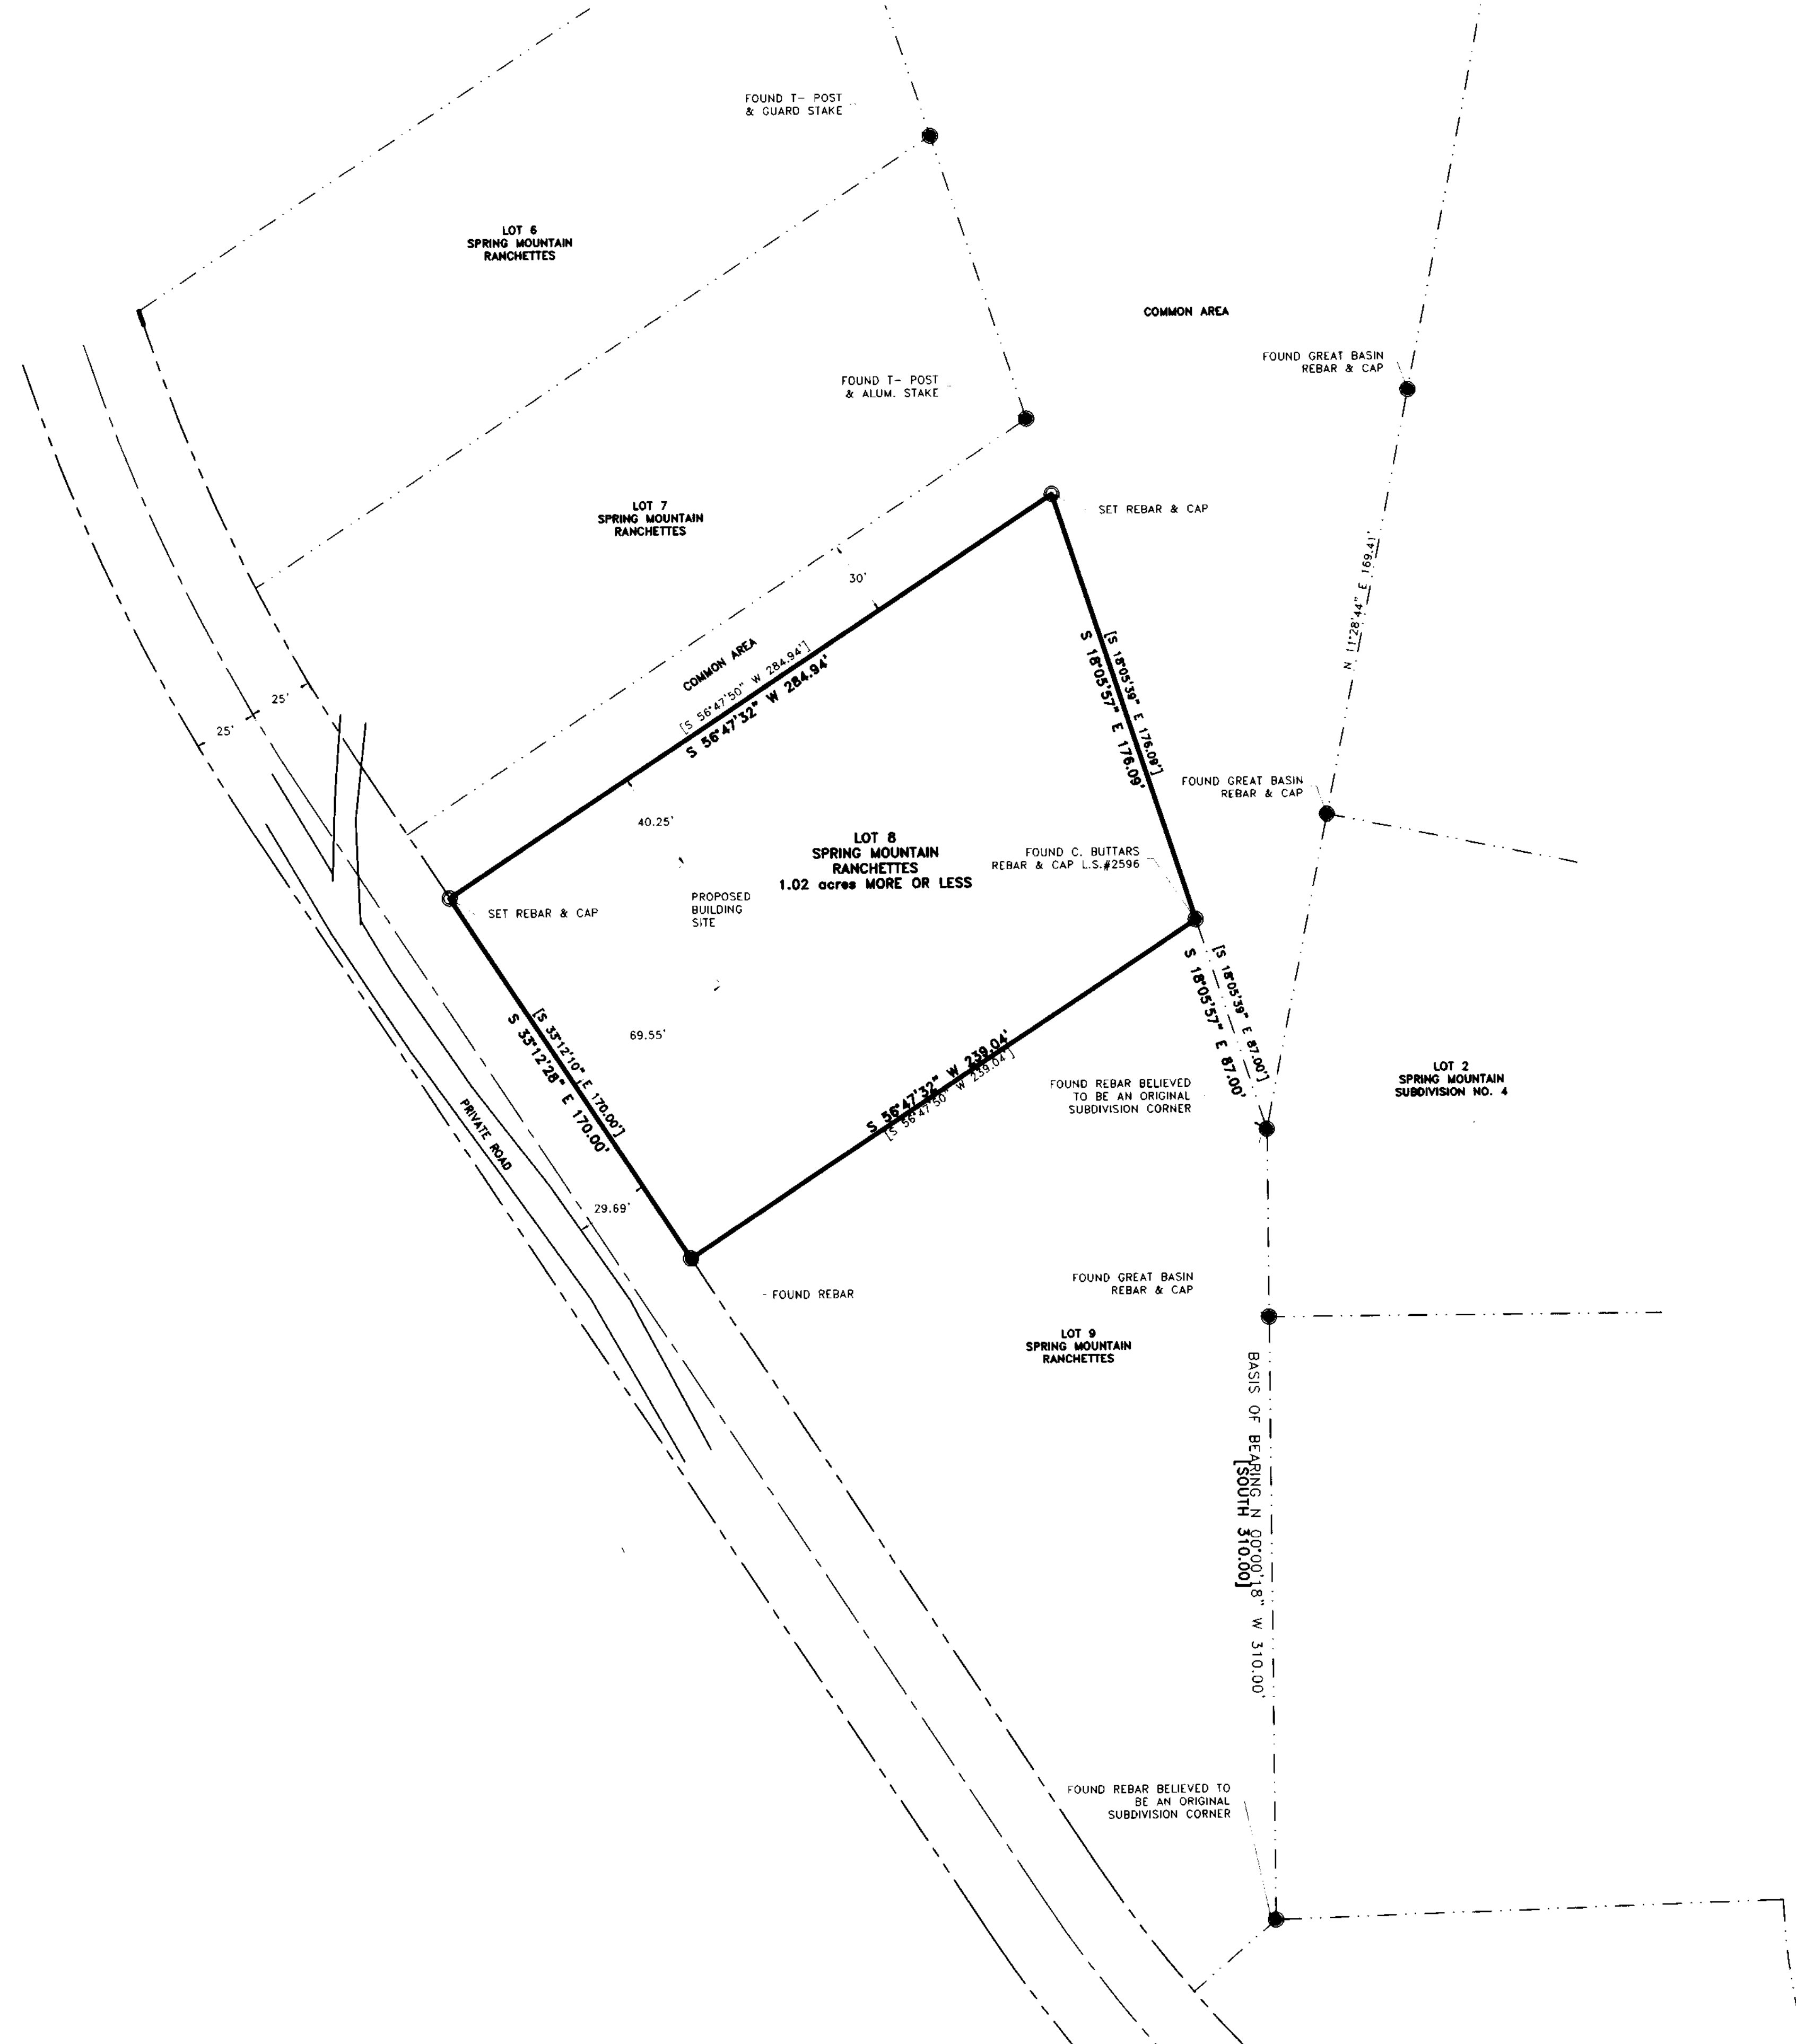 FOUND T- POST
& GUARD STAKE
LOT 6
SPRING MOUNTAIN
RANCHETTES
COMMON AREA
FOUND GREAT BASIN
REBAR & CAP
FOUND T- POST
& ALUM. STAKE
LOT 7
SPRING MOUNTAIN
RANCHETTES
SET REBAR & CAP
30'
N 11°28'44" E 169.41'
COMMON AREA
[S 56°47'50" W 284.94']
S 56°47'32" W 284.94'
[S 18°05'39" E 176.09']
S 18°05'57" E 176.09'
25'
25'
FOUND GREAT BASIN
REBAR & CAP
40.25'
LOT 8
SPRING MOUNTAIN
RANCHETTES
1.02 acres MORE OR LESS
FOUND C. BUTTARS
REBAR & CAP L.S.#2596
PROPOSED
BUILDING
SITE
SET REBAR & CAP
[S 18°05'39" E 87.00']
S 18°05'57" E 87.00'
69.55'
[S 33°12'10" E 170.00']
S 33°12'28" E 170.00'
S 56°47'32" W 239.04'
[S 56°47'50" W 239.04']
FOUND REBAR BELIEVED
TO BE AN ORIGINAL
SUBDIVISION CORNER
LOT 2
SPRING MOUNTAIN
SUBDIVISION NO. 4
PRIVATE ROAD
29.69'
FOUND REBAR
FOUND GREAT BASIN
REBAR & CAP
LOT 9
SPRING MOUNTAIN
RANCHETTES
BASIS OF BEARING N 00°00'18" W 310.00'
[SOUTH 310.00]
FOUND REBAR BELIEVED TO
BE AN ORIGINAL
SUBDIVISION CORNER